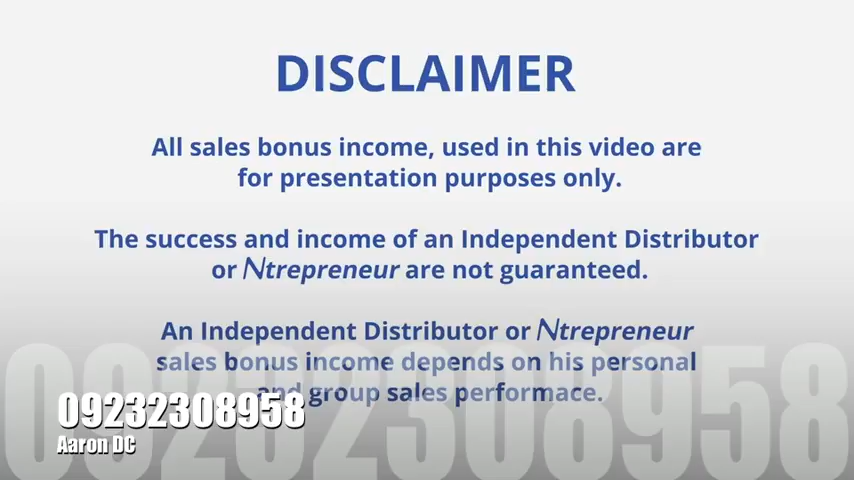 DISCLAIMER
All sales bonus income, used in this video are
for presentation purposes only.
The success and income of an Independent Distributor
or Ntrepreneur are not guaranteed.
An Independent Distributor or Ntrepreneur
sales bonus income depends on his personal
and group sales performace.
09232308958
09232308958
Aaron DC